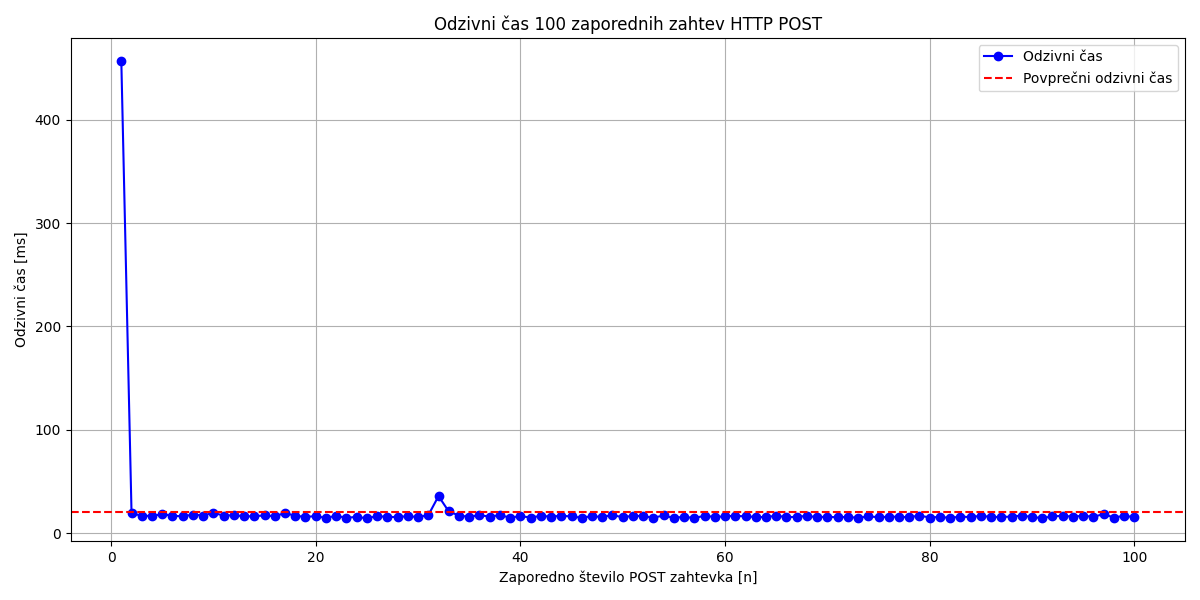 Odzivni čas 100 zaporednih zahtev HTTP POST
Odzivni čas
Povprečni odzivni čas
Odzivni čas [ms]
400
300
200
100
0
0 20 40 60 80 100
Zaporedno število POST zahtevka [n]